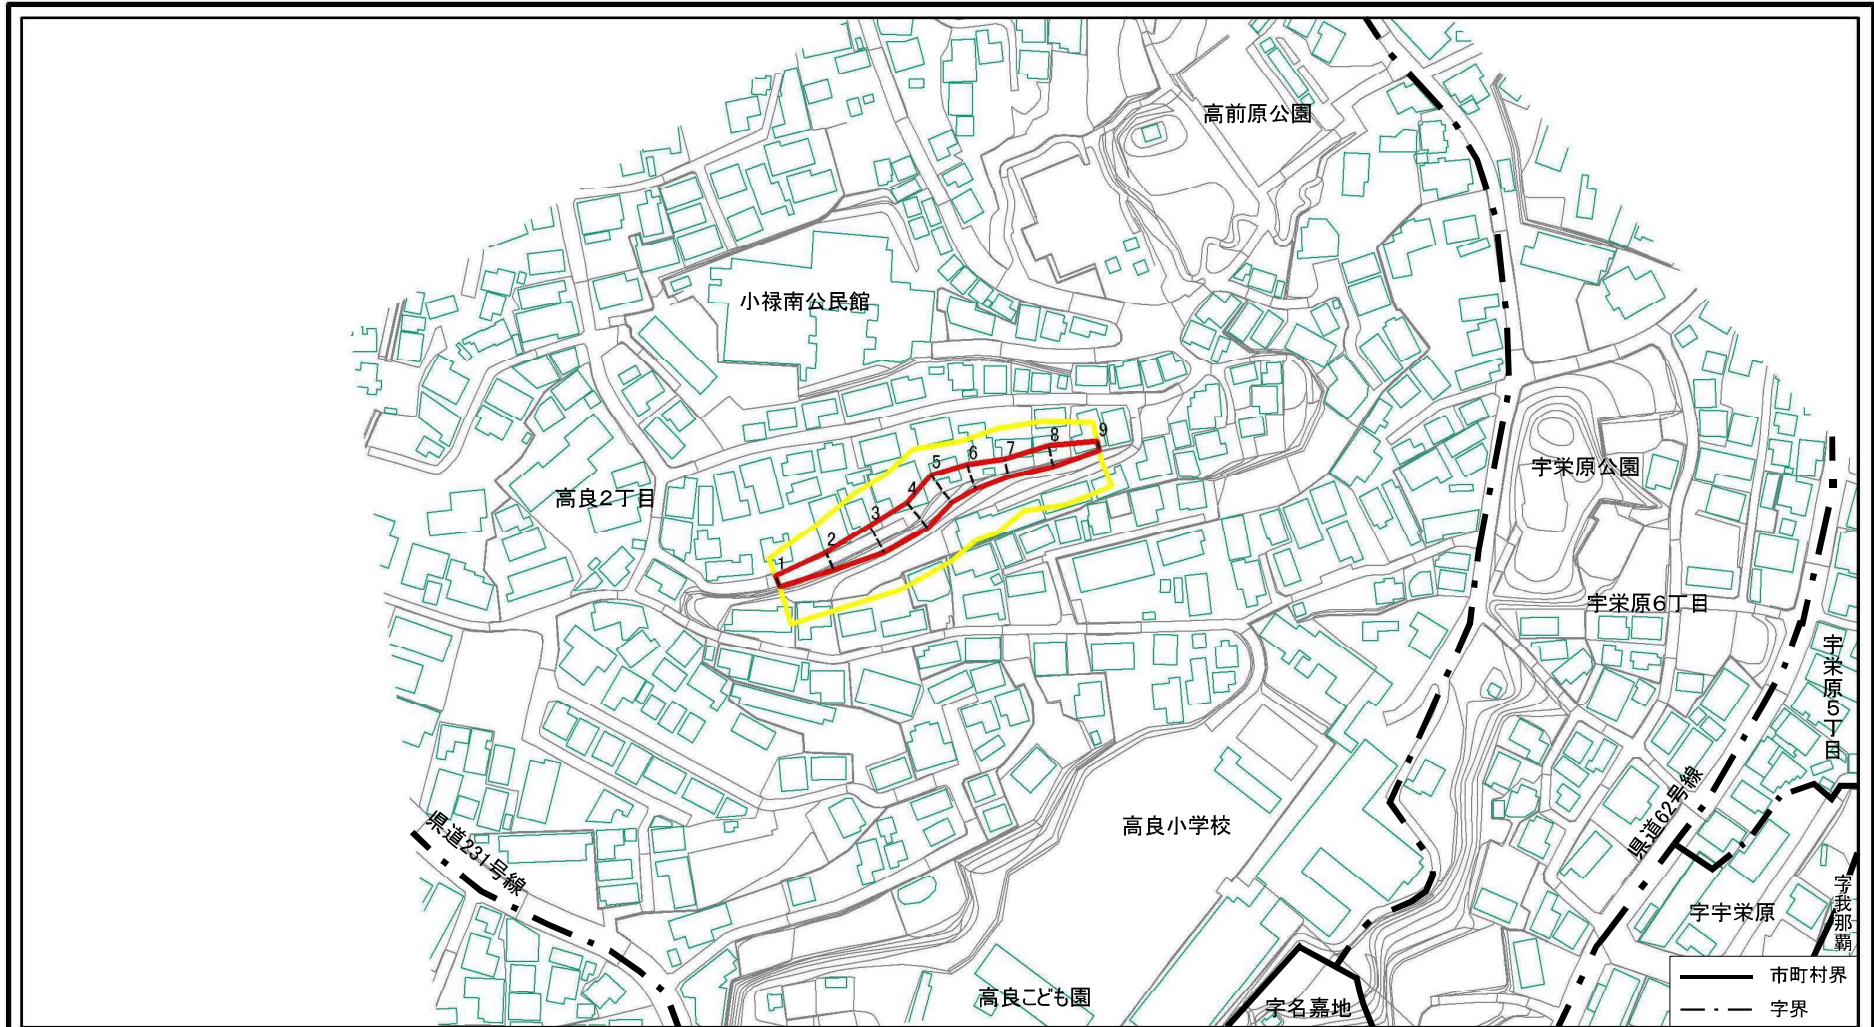 高前原公園
小禄南公民館
9
8
7
6
5
4
3
2
1
高良2丁目
宇栄原公園
宇栄原6丁目
宇栄原5丁目
県道62号線
県道231号線
高良小学校
字我那覇
字宇栄原
高良こども園
字名嘉地
市町村界
字界